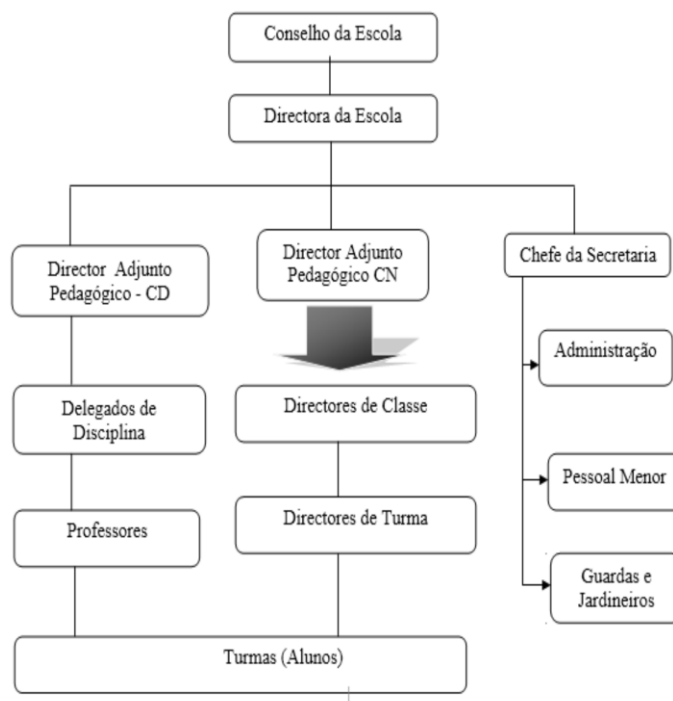 Conselho da Escola
Directora da Escola
Director Adjunto
Pedagógico - CD
Director Adjunto
Pedagógico CN
Chefe da Secretaria
Administração
Delegados de
Disciplina
Directores de Classe
Pessoal Menor
Professores
Directores de Turma
Guardas e
Jardineiros
Turmas (Alunos)